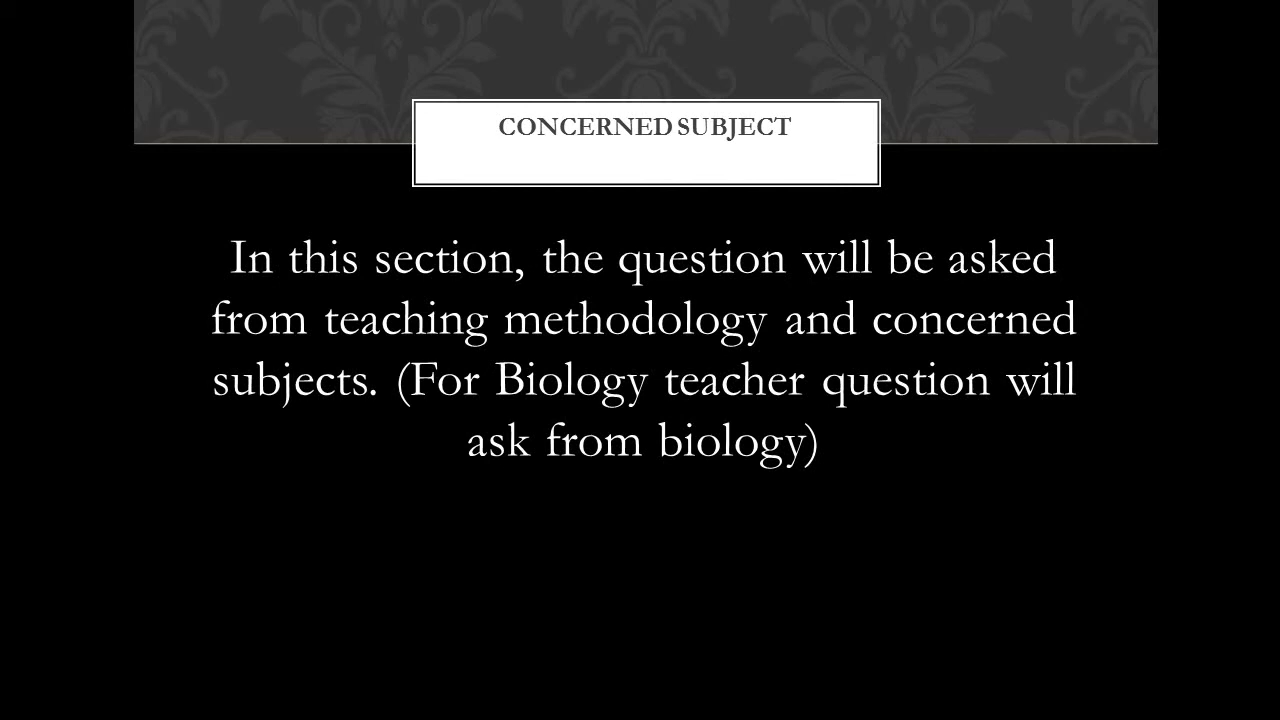 CONCERNED SUBJECT
In this section, the question will be asked
from teaching methodology and concerned
subjects. (For Biology teacher question will
ask from biology)